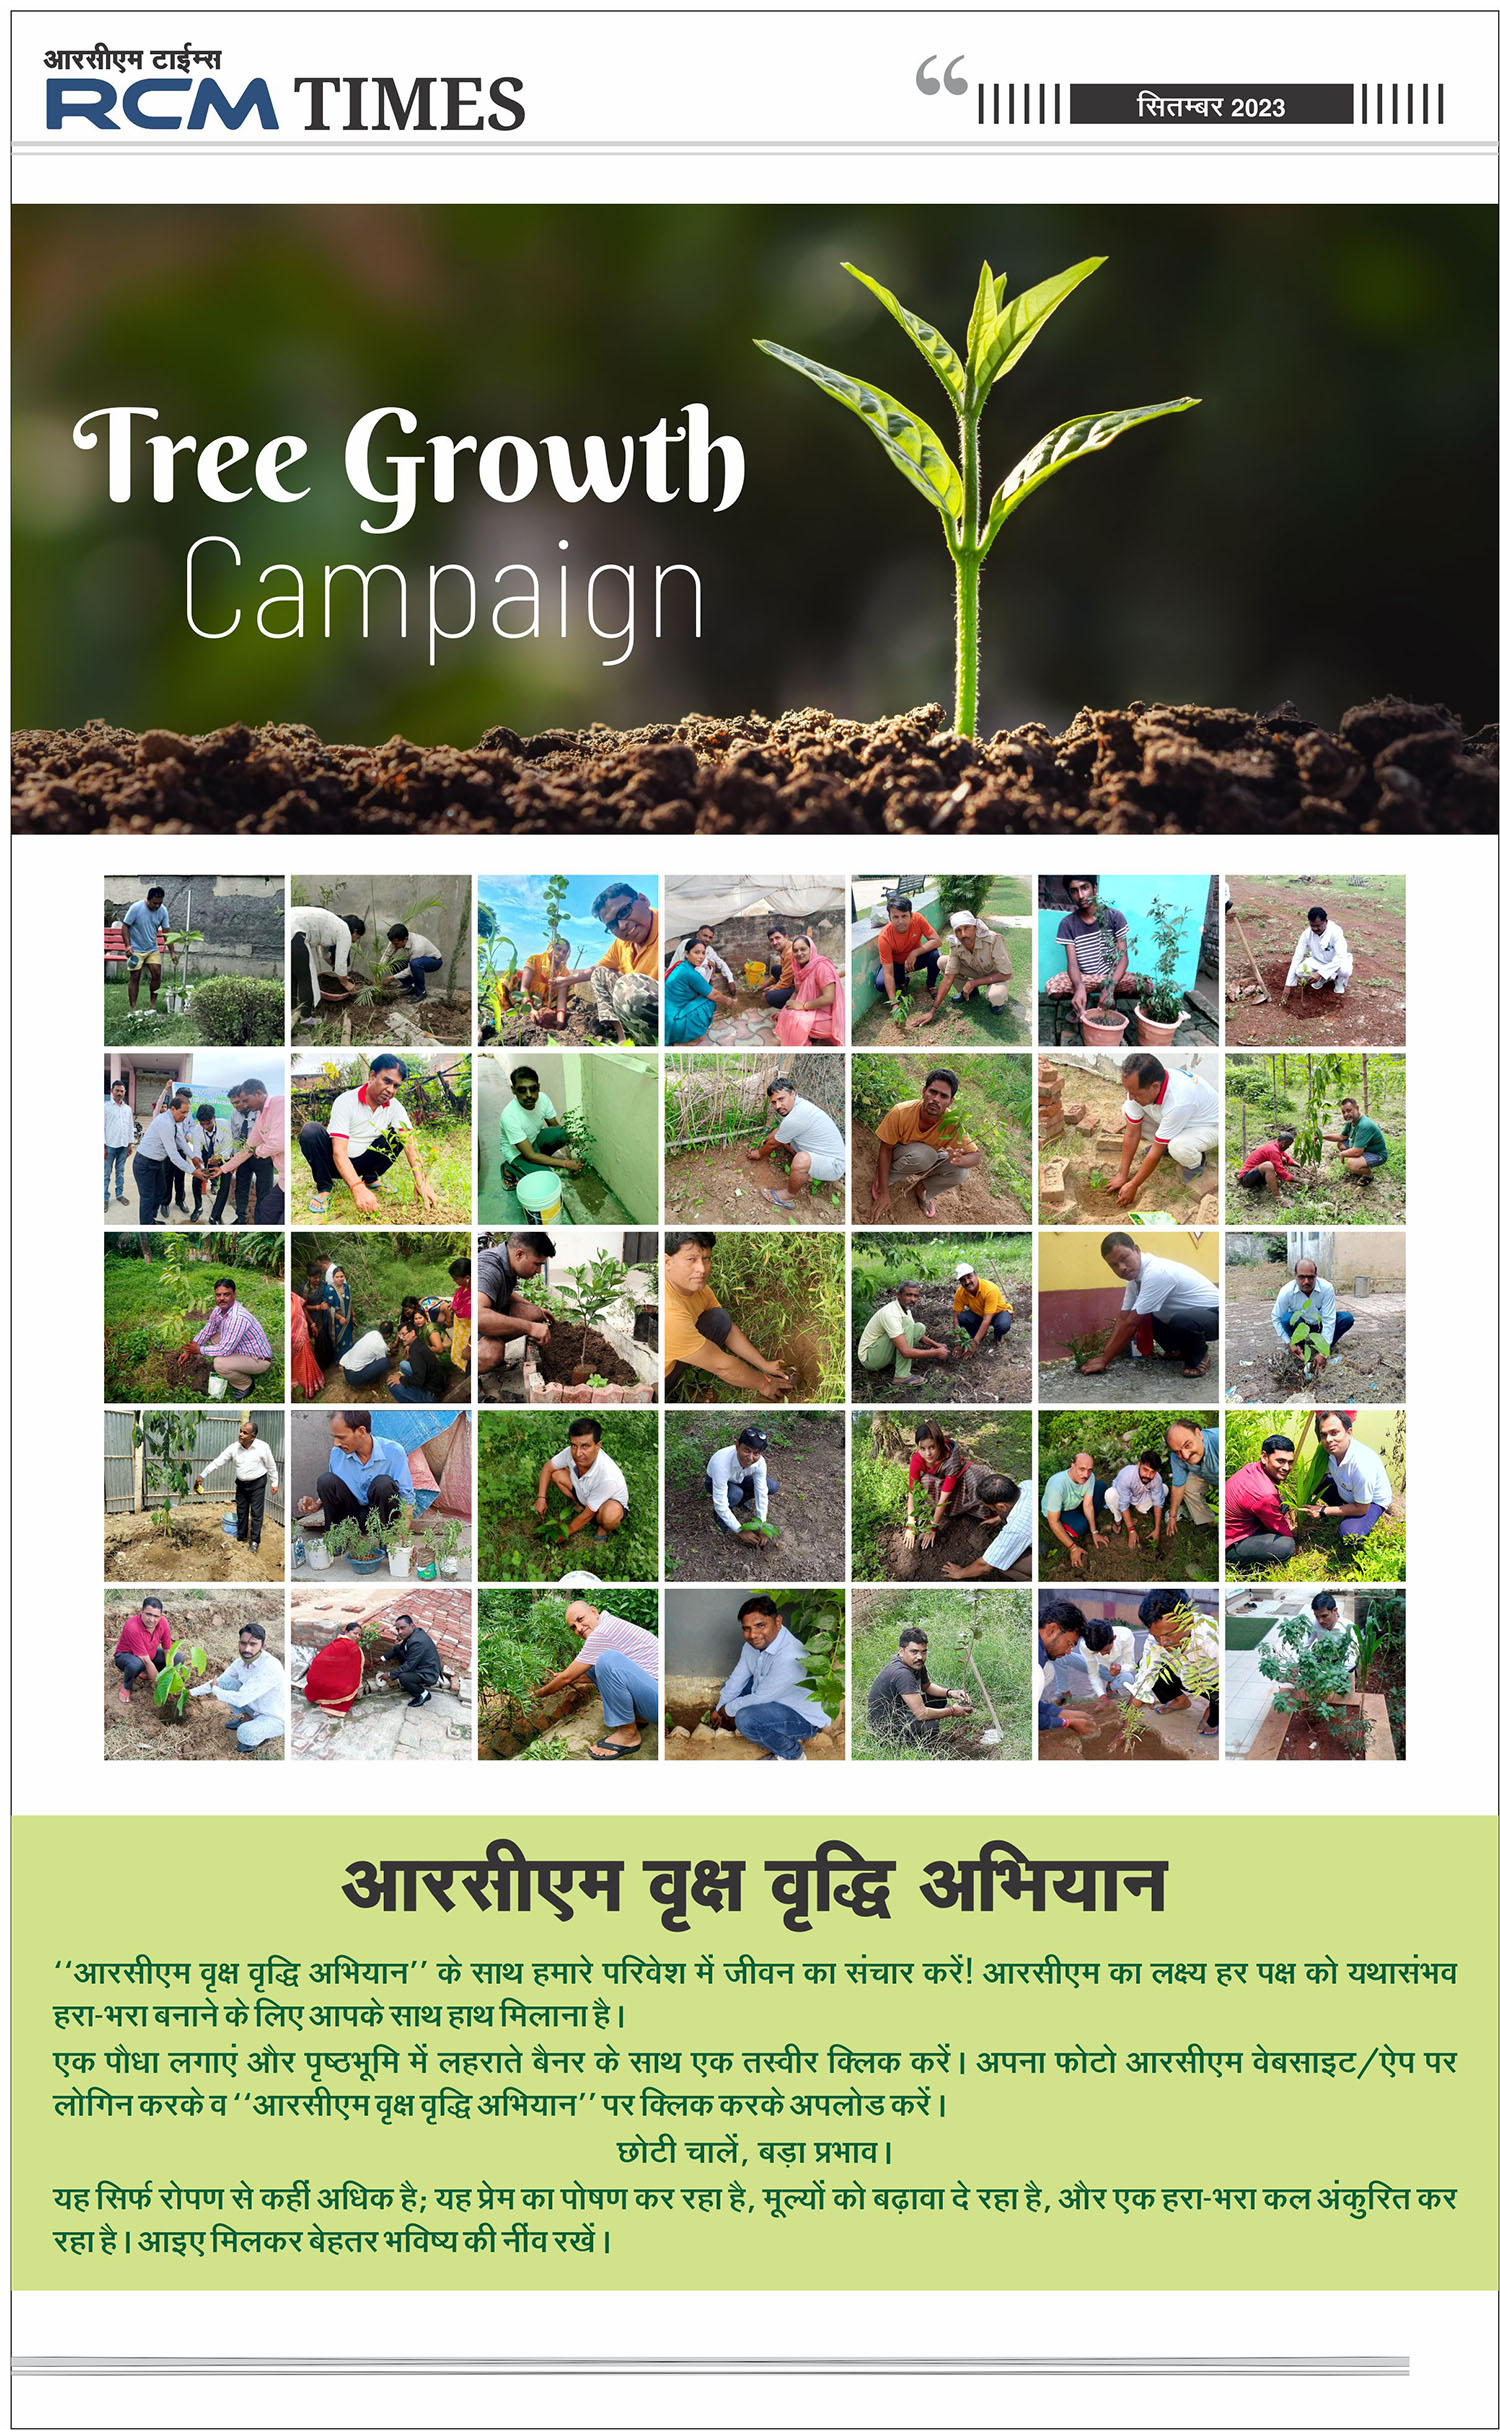 आरसीएम टाईम्स
RCM TIMES
“
सितम्बर 2023
Tree Growth
Campaign
आरसीएम वृक्ष वृद्धि अभियान
‘‘आरसीएम वृक्ष वृद्धि अभियान’’ के साथ हमारे परिवेश में जीवन का संचार करें! आरसीएम का लक्ष्य हर पक्ष को यथासंभव
हरा-भरा बनाने के लिए आपके साथ हाथ मिलाना है।
एक पौधा लगाएं और पृष्ठभूमि में लहराते बैनर के साथ एक तस्वीर क्लिक करें। अपना फोटो आरसीएम वेबसाइट/ऐप पर
लोगिन करके व ‘‘आरसीएम वृक्ष वृद्धि अभियान’’ पर क्लिक करके अपलोड करें।
छोटी चालें, बड़ा प्रभाव।
यह सिर्फ रोपण से कहीं अधिक है; यह प्रेम का पोषण कर रहा है, मूल्यों को बढ़ावा दे रहा है, और एक हरा-भरा कल अंकुरित कर
रहा है। आइए मिलकर बेहतर भविष्य की नींव रखें।